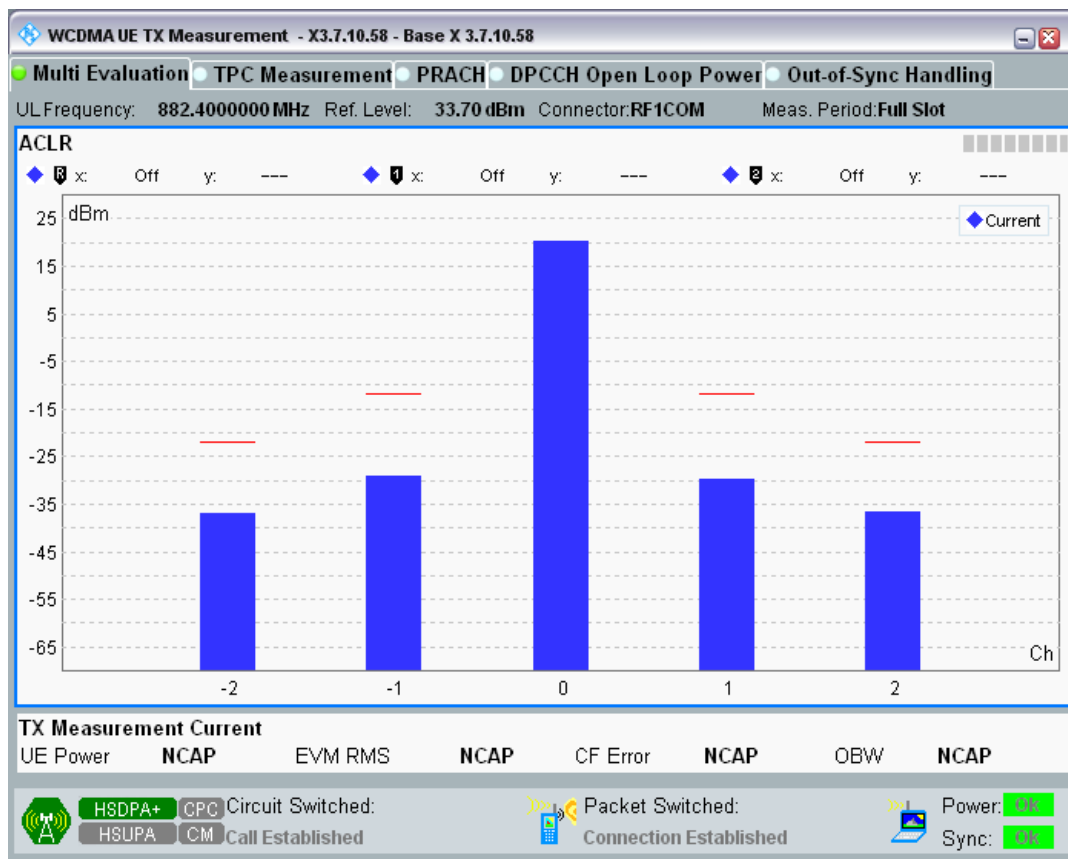 WCDMA UE TX Measurement - X3.7.10.58 - Base X 3.7.10.58
Multi Evaluation TPC Measurement PRACH DPCCH Open Loop Power Out-of-Sync Handling
UL Frequency: 882.4000000 MHz Ref. Level: 33.70 dBm Connector:RF1COM Meas. Period:Full Slot
ACLR
R x: Off y: --- 1 x: Off y: --- 2 x: Off y: ---
dBm
Current
25
15
5
-5
-15
-25
-35
-45
-55
-65
Ch
-2 -1 0 1 2
TX Measurement Current
UE Power NCAP EVM RMS NCAP CF Error NCAP OBW NCAP
HSDPA+ CPC Circuit Switched: Packet Switched: Power: OK
HSUPA CM Call Established Connection Established Sync: OK